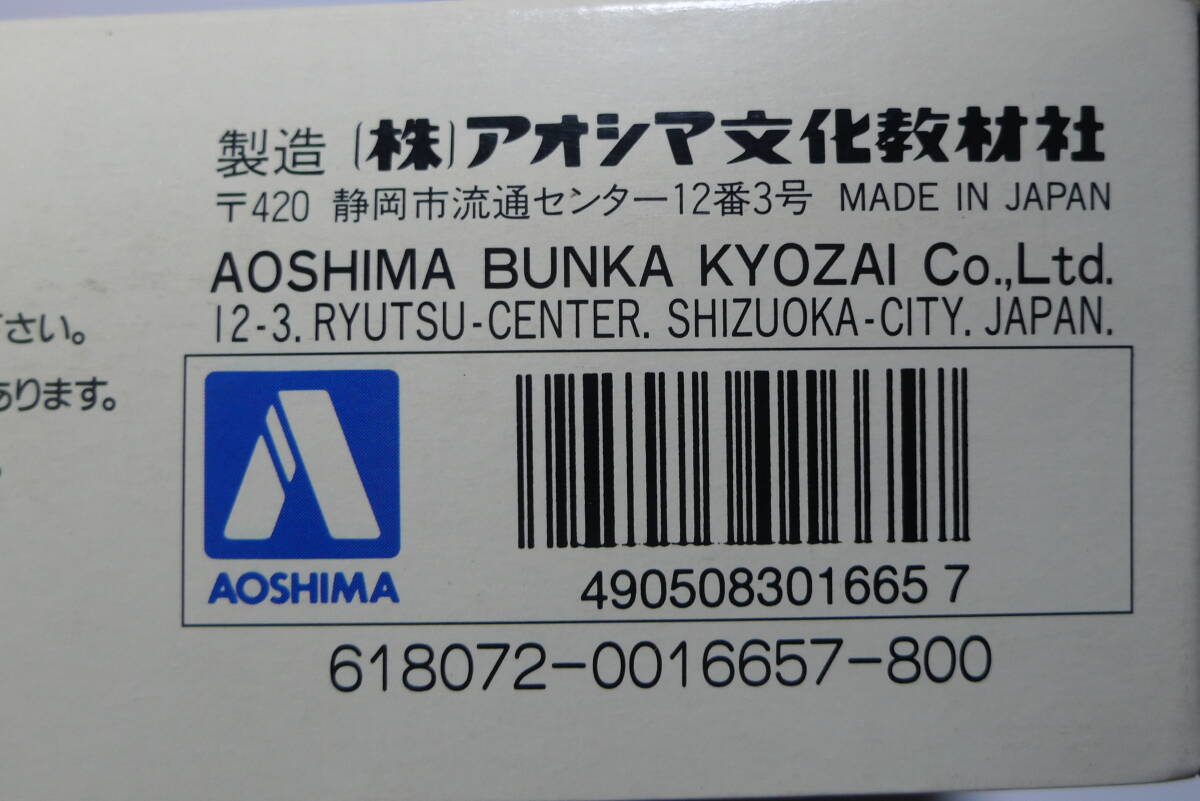 製造 (株)アオシマ文化教材社
〒420 静岡市流通センター12番3号 MADE IN JAPAN
AOSHIMA BUNKA KYOZAI Co.,Ltd.
12-3. RYUTSU-CENTER. SHIZUOKA-CITY. JAPAN.
さい。
あります。
AOSHIMA
490508301665 7
618072-0016657-800